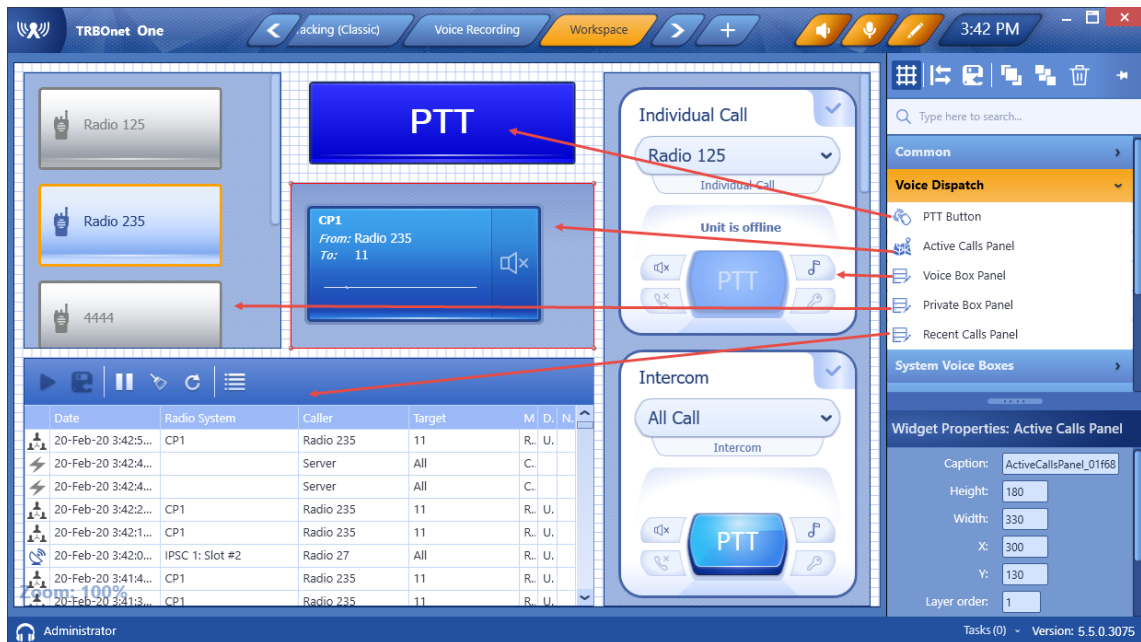 TRBOnet One
.acking (Classic)
Voice Recording
Workspace
3:42 PM
Radio 125
Radio 235
4444
PTT
CP1
From: Radio 235
To: 11
Individual Call
Radio 125
Individual Call
Unit is offline
PTT
Intercom
All Call
Intercom
PTT
Date Radio System Caller Target M D. N.
20-Feb-20 3:42:5... CP1 Radio 235 11 R.. U.
20-Feb-20 3:42:4... Server All C..
20-Feb-20 3:42:4... Server All C..
20-Feb-20 3:42:2... CP1 Radio 235 11 R.. U.
20-Feb-20 3:42:1... CP1 Radio 235 11 R.. U.
20-Feb-20 3:42:0... IPSC 1: Slot #2 Radio 27 All R.. U.
20-Feb-20 3:41:4... CP1 Radio 235 11 R.. U.
20-Feb-20 3:41:3... CP1 Radio 235 11 R.. U.
Zoom: 100%
Type here to search...
Common
Voice Dispatch
PTT Button
Active Calls Panel
Voice Box Panel
Private Box Panel
Recent Calls Panel
System Voice Boxes
Widget Properties: Active Calls Panel
Caption: ActiveCallsPanel_01f68
Height: 180
Width: 330
X: 300
Y: 130
Layer order: 1
Administrator
Tasks (0)
Version: 5.5.0.3075